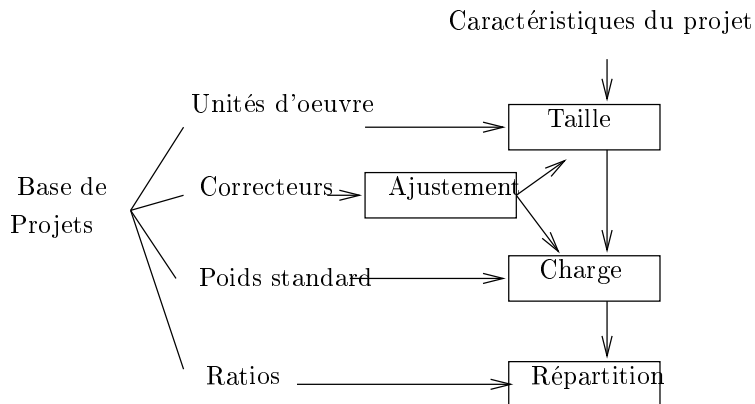 Caractéristiques du projet
Unités d'oeuvre
Taille
Base de
Projets
Correcteurs
Ajustement
Poids standard
Charge
Ratios
Répartition